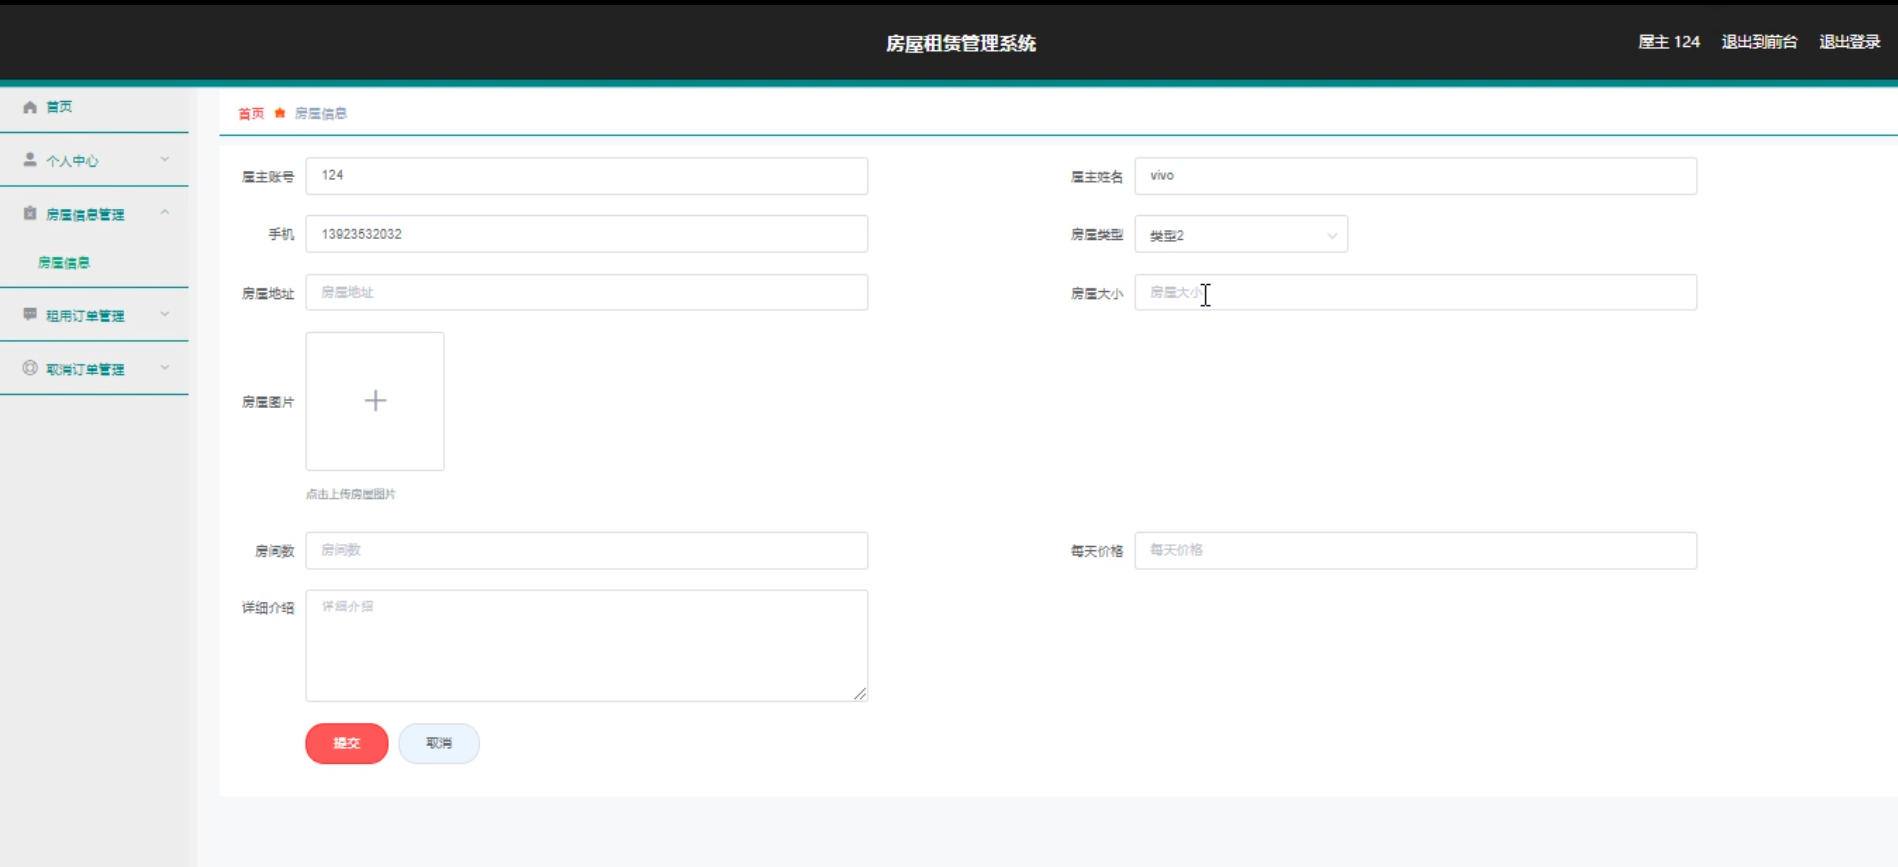 房屋租赁管理系统
屋主 124 退出到前台 退出登录
首页
个人中心
房屋信息管理
房屋信息
租用订单管理
取消订单管理
首页 房屋信息
屋主账号 124
屋主姓名 vivo
手机 13923532032
房屋类型 类型2
房屋地址 房屋地址
房屋大小 房屋大小
房屋图片
点击上传房屋图片
房间数 房间数
每天价格 每天价格
详细介绍 详细介绍
提交 取消